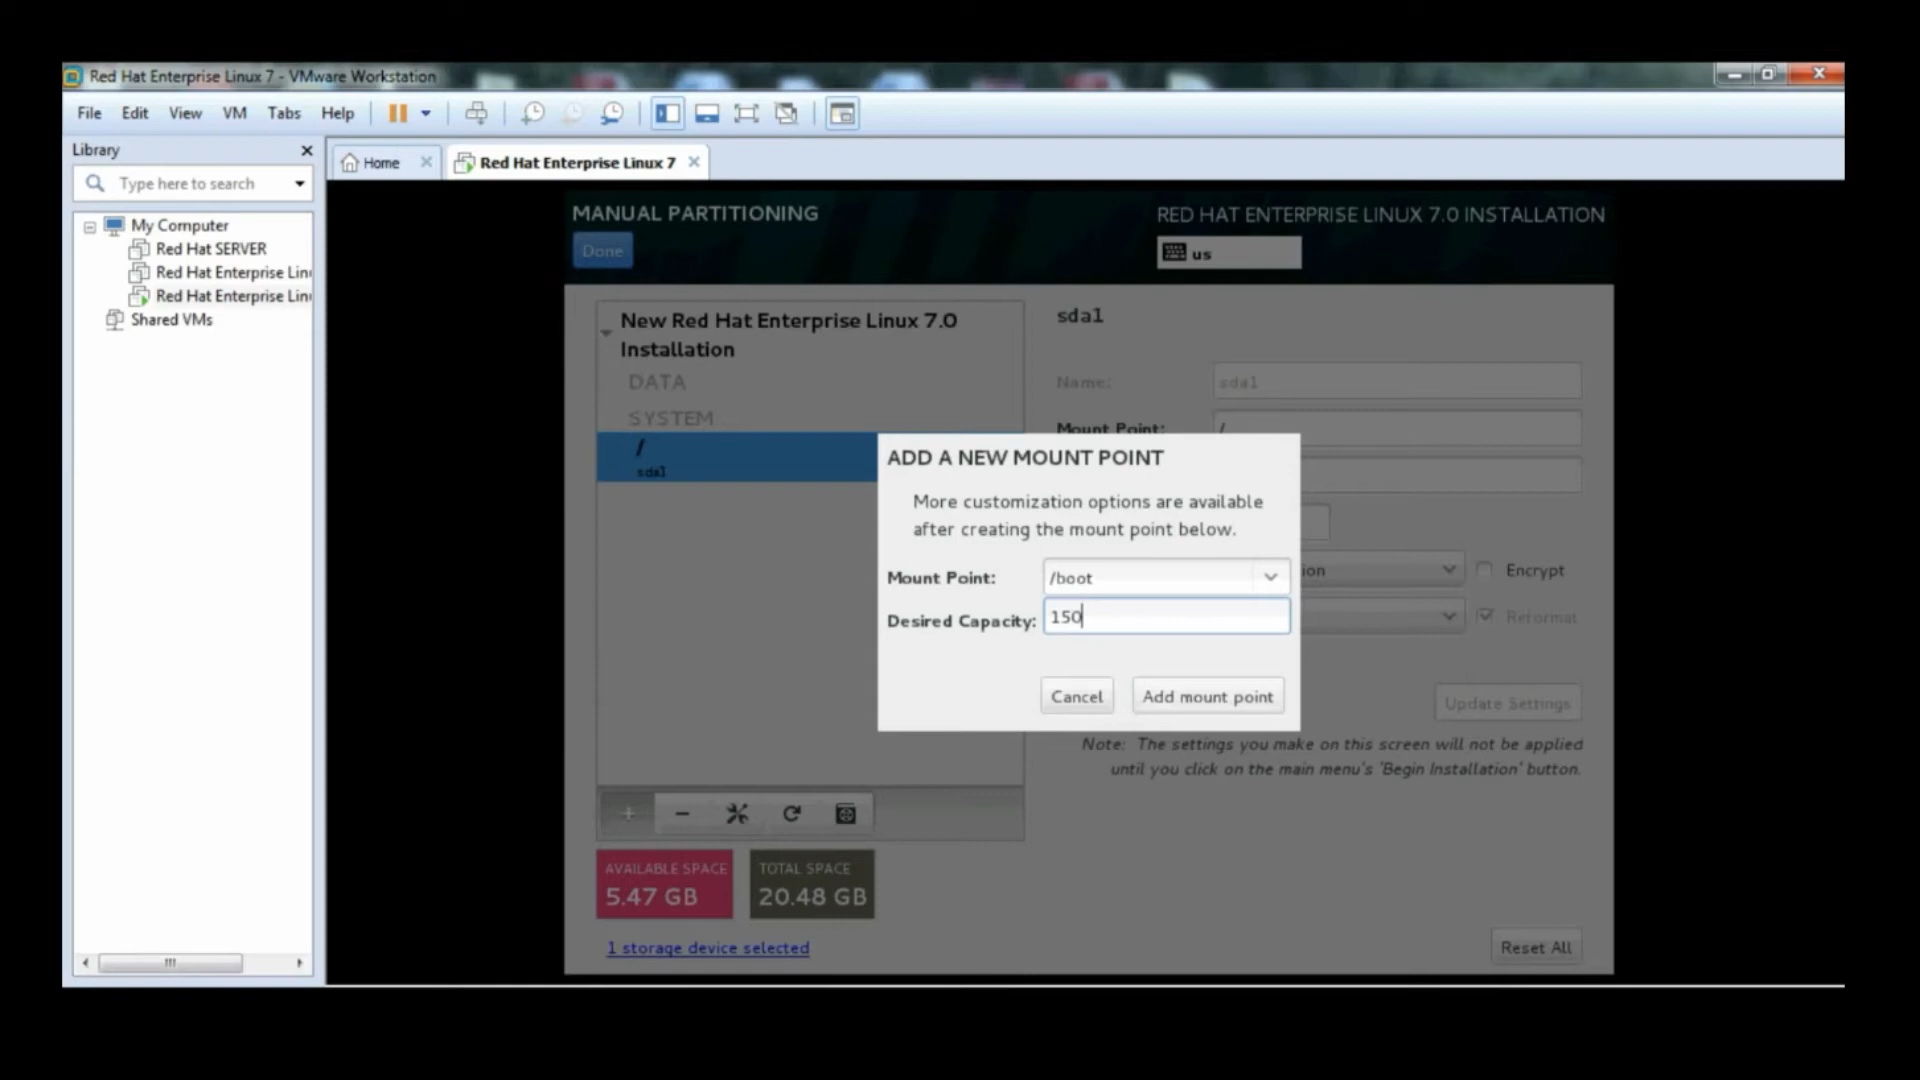 Red Hat Enterprise Linux 7 - VMware Workstation
File Edit View VM Tabs Help
Library
Type here to search
My Computer
Red Hat SERVER
Red Hat Enterprise Lin
Red Hat Enterprise Lin
Shared VMs
Home
Red Hat Enterprise Linux 7
MANUAL PARTITIONING
Done
RED HAT ENTERPRISE LINUX 7.0 INSTALLATION
us
New Red Hat Enterprise Linux 7.0
Installation
DATA
SYSTEM
/
sda1
sda1
Name: sda1
Mount Point: /
ADD A NEW MOUNT POINT
More customization options are available
after creating the mount point below.
Mount Point: /boot
Desired Capacity: 150
Cancel Add mount point
ion
Encrypt
Reformat
Update Settings
Note: The settings you make on this screen will not be applied
until you click on the main menu's 'Begin Installation' button.
AVAILABLE SPACE
5.47 GB
TOTAL SPACE
20.48 GB
1 storage device selected
Reset All